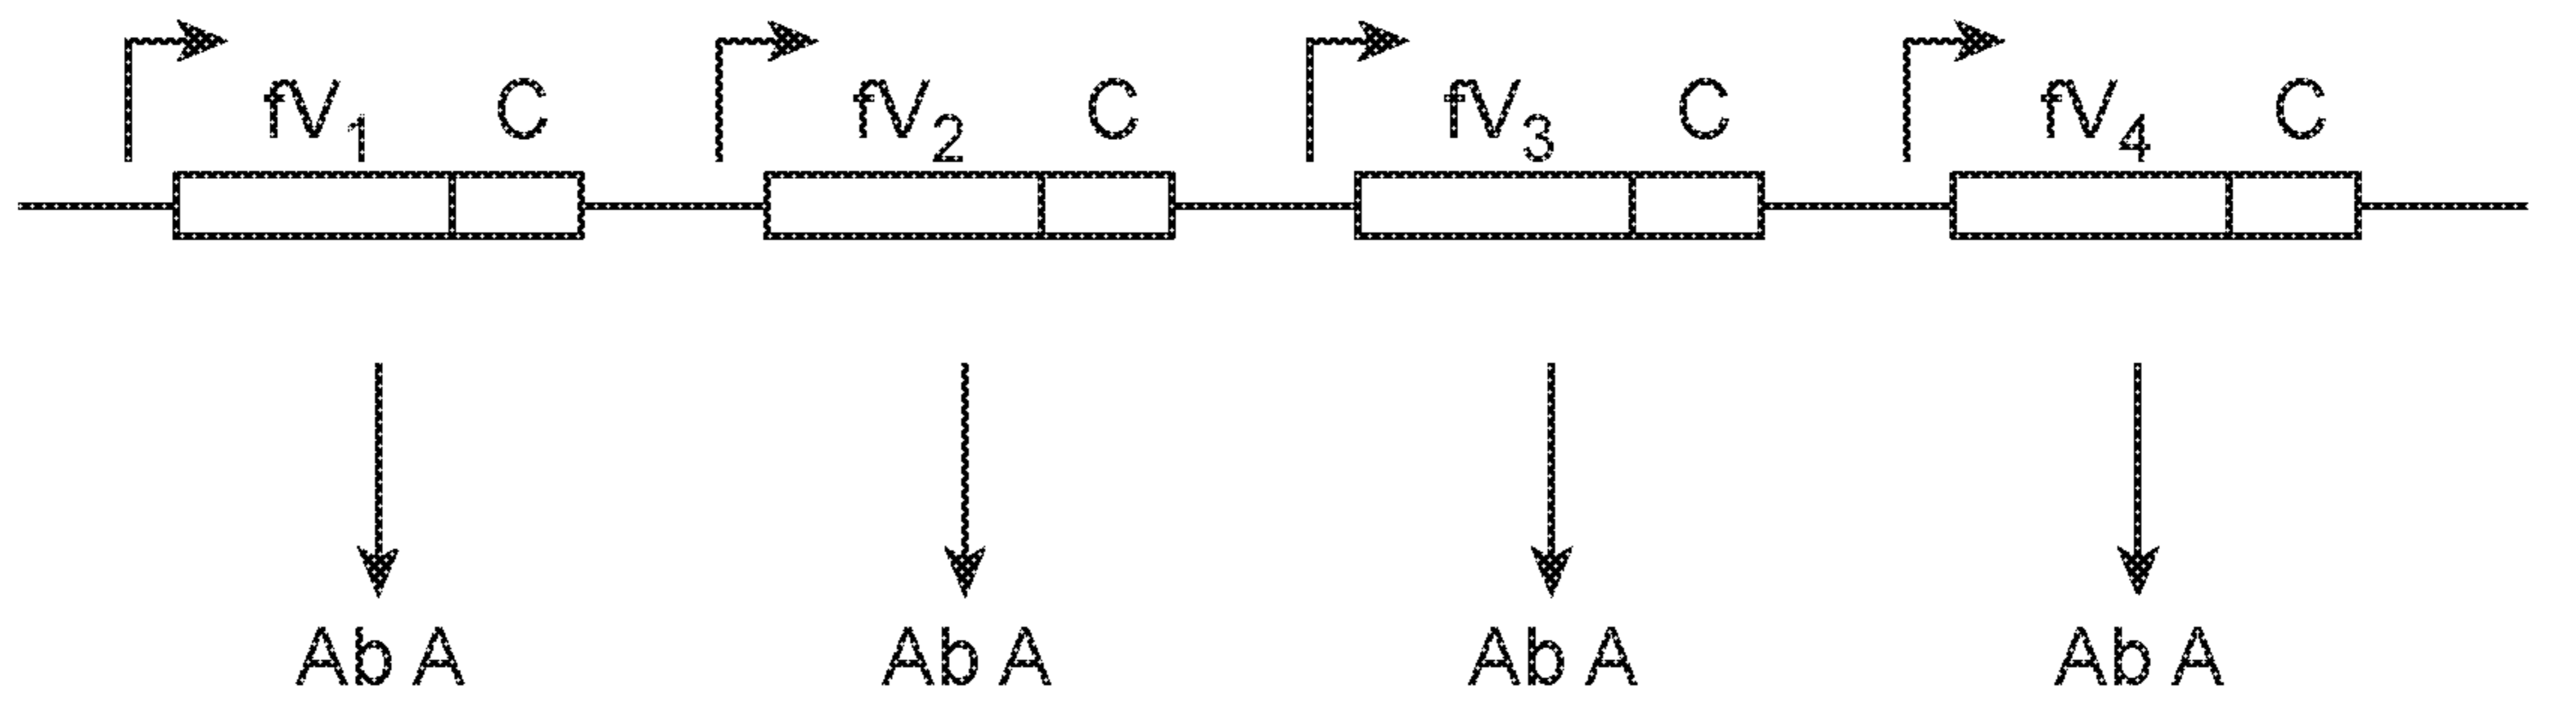 fV₁ C fV₂ C fV₃ C fV₄ C
Ab A Ab A Ab A Ab A